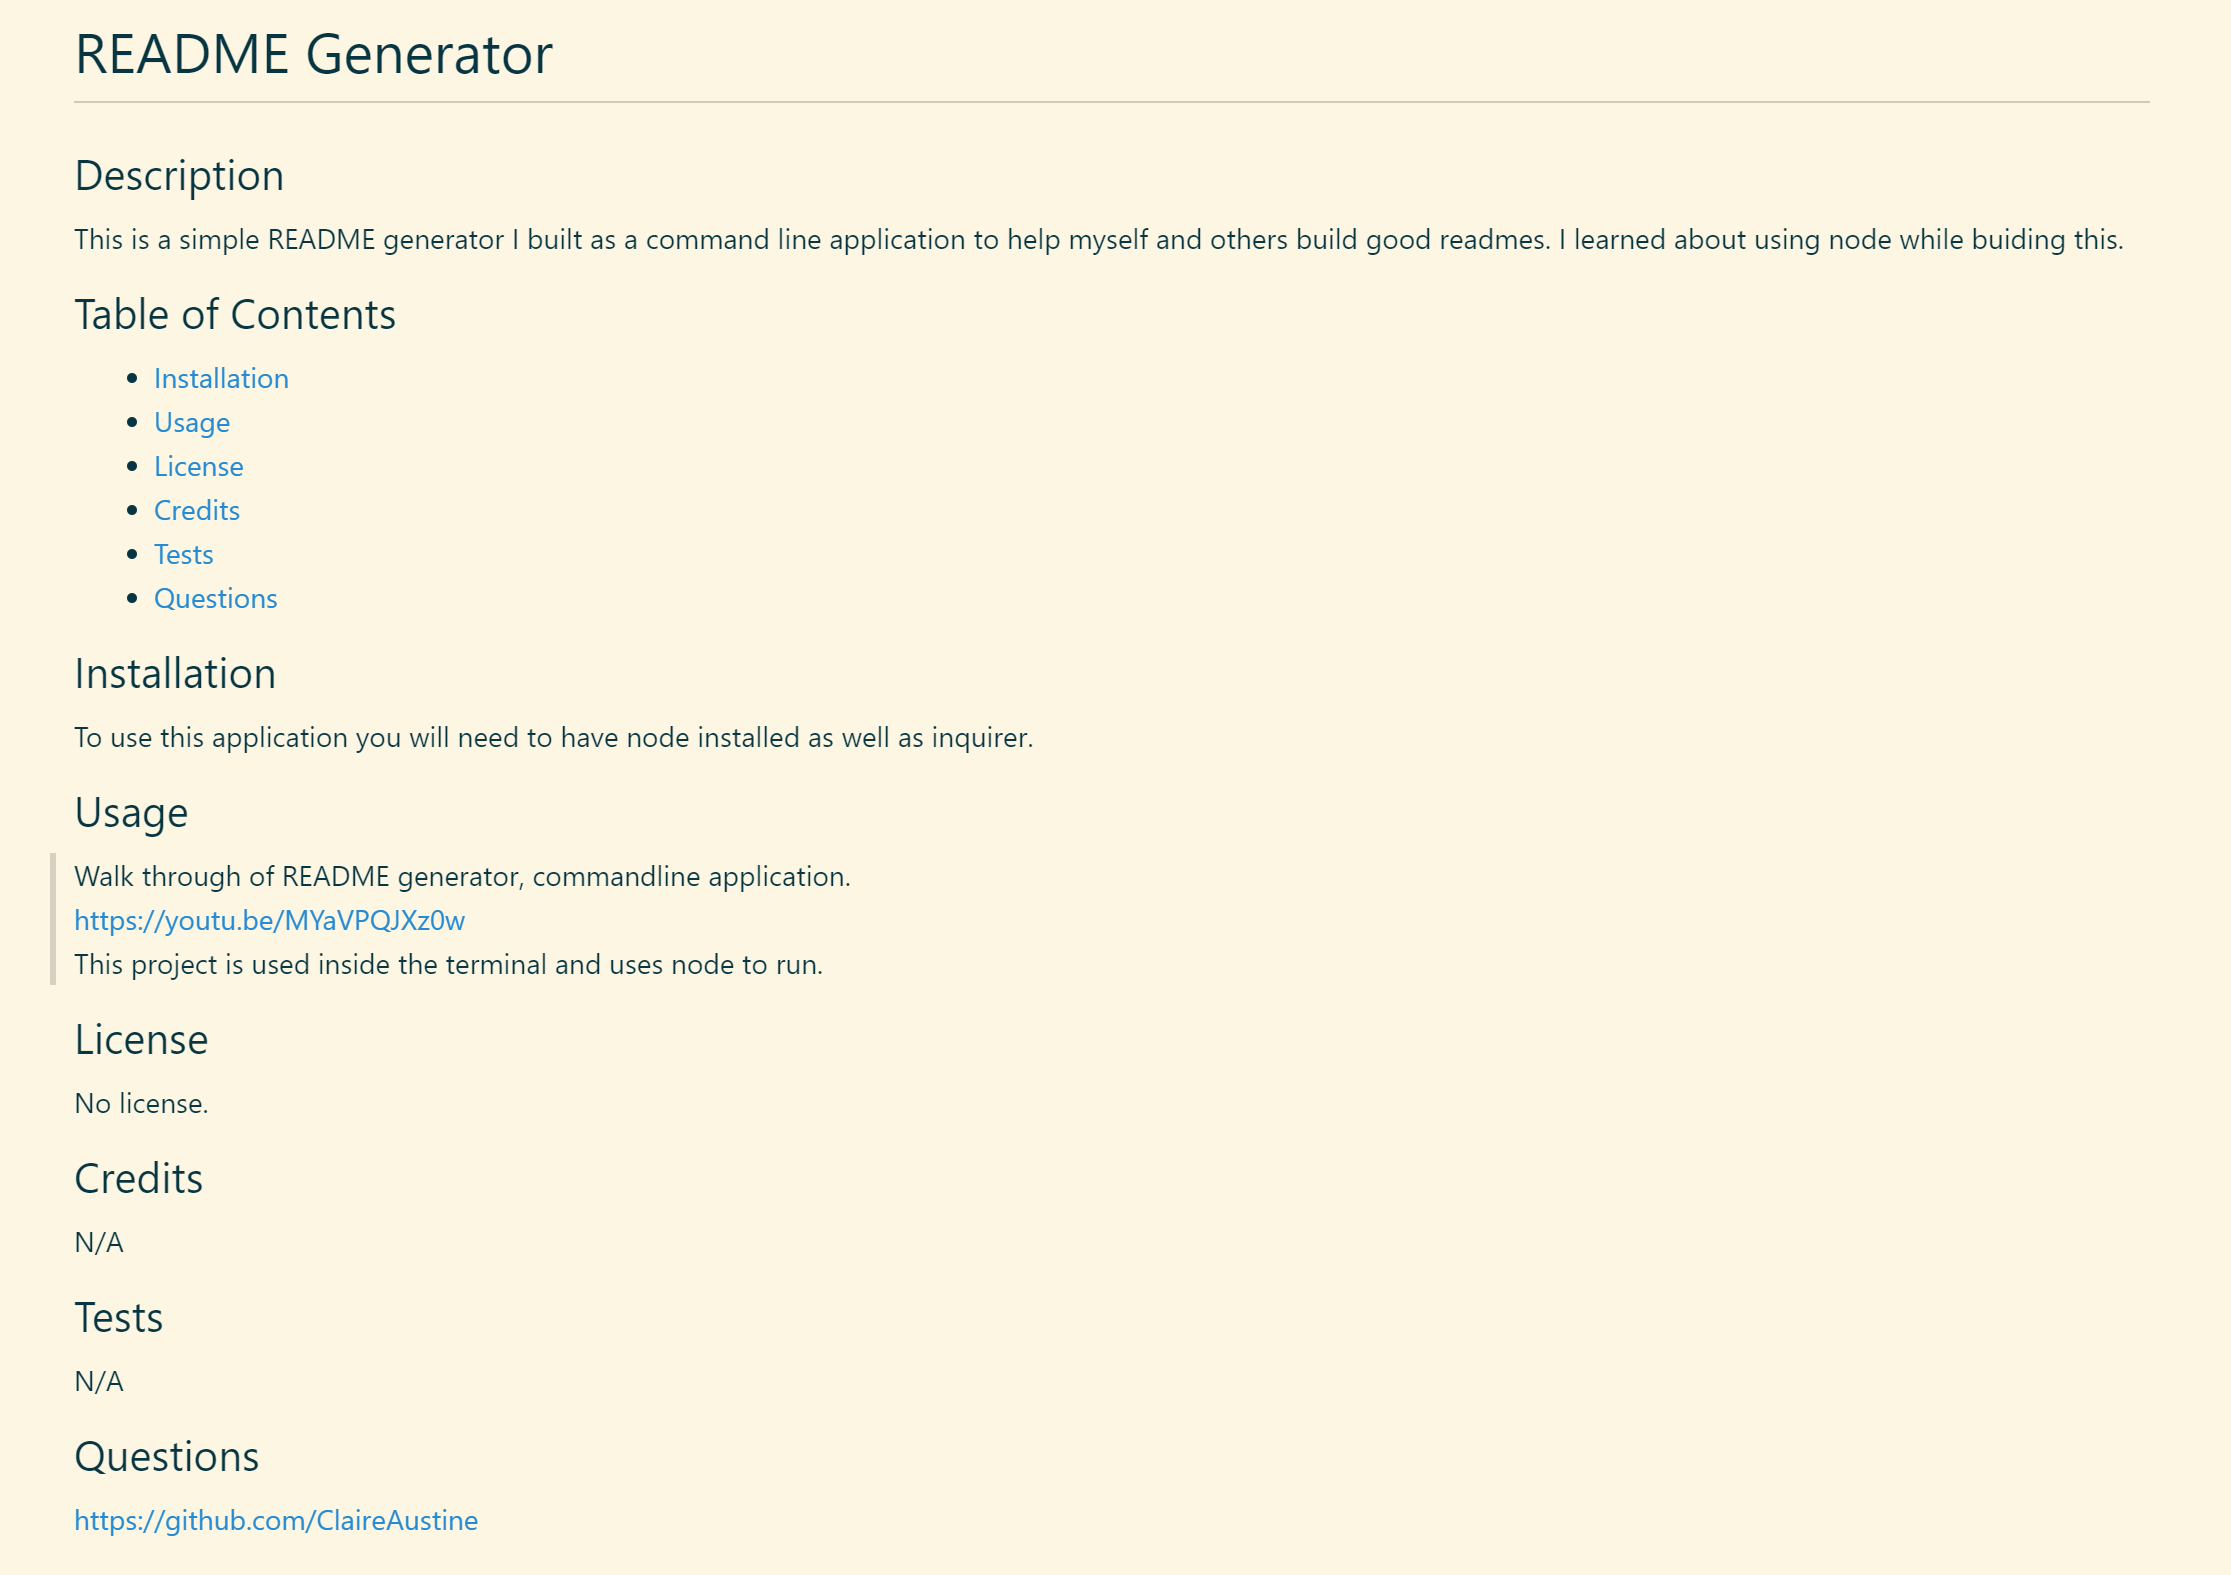 README Generator
Description
This is a simple README generator I built as a command line application to help myself and others build good readmes. I learned about using node while buiding this.
Table of Contents
Installation
Usage
License
Credits
Tests
Questions
Installation
To use this application you will need to have node installed as well as inquirer.
Usage
Walk through of README generator, commandline application.
https://youtu.be/MYaVPQJXz0w
This project is used inside the terminal and uses node to run.
License
No license.
Credits
N/A
Tests
N/A
Questions
https://github.com/ClaireAustine